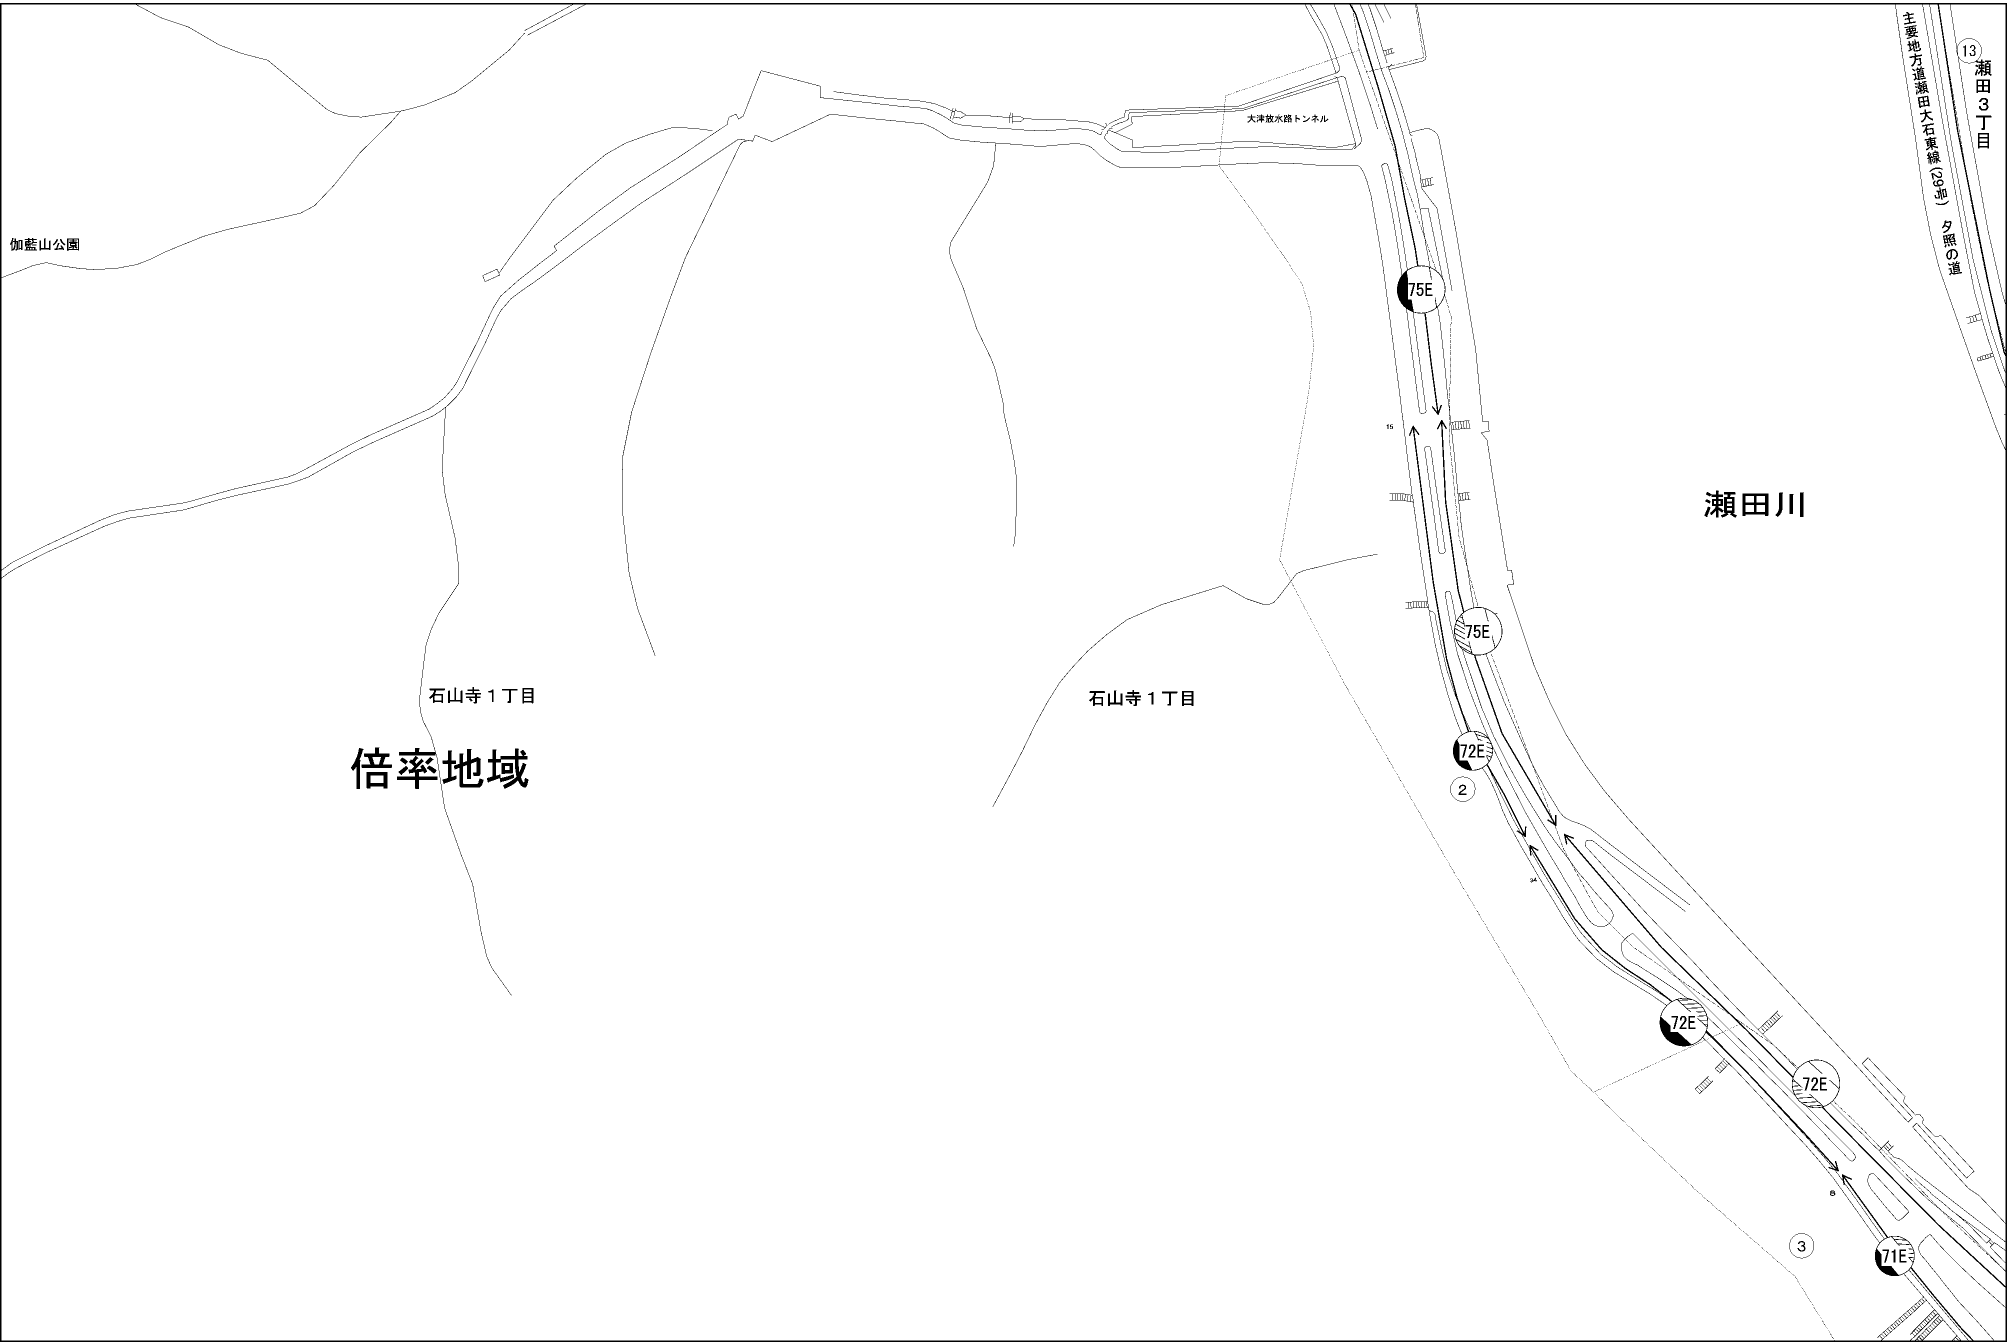 13
瀬田3丁目
主要地方道瀬田大石東線(29号) 夕照の道
大津放水路トンネル
伽藍山公園
75E
15
瀬田川
75E
石山寺1丁目
石山寺1丁目
72E
倍率地域
2
34
72E
72E
8
3
71E